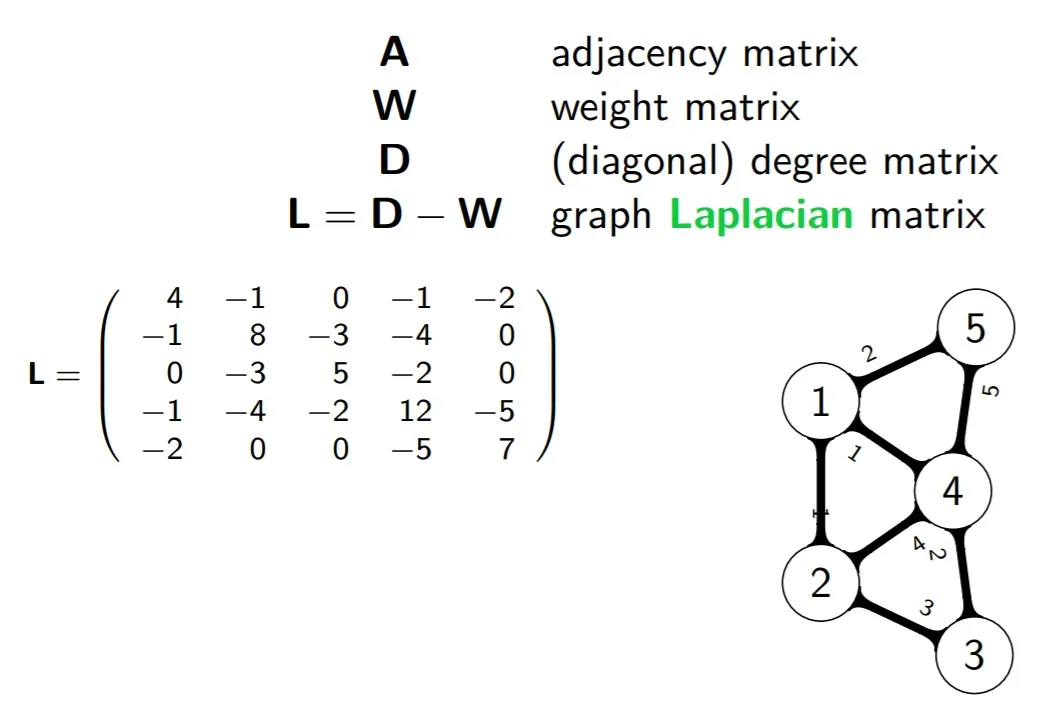 A adjacency matrix
W weight matrix
D (diagonal) degree matrix
L = D − W graph Laplacian matrix
L =
4 −1 0 −1 −2
−1 8 −3 −4 0
0 −3 5 −2 0
−1 −4 −2 12 −5
−2 0 0 −5 7
5
2
5
1
1
4
1
4
2
2
3
3